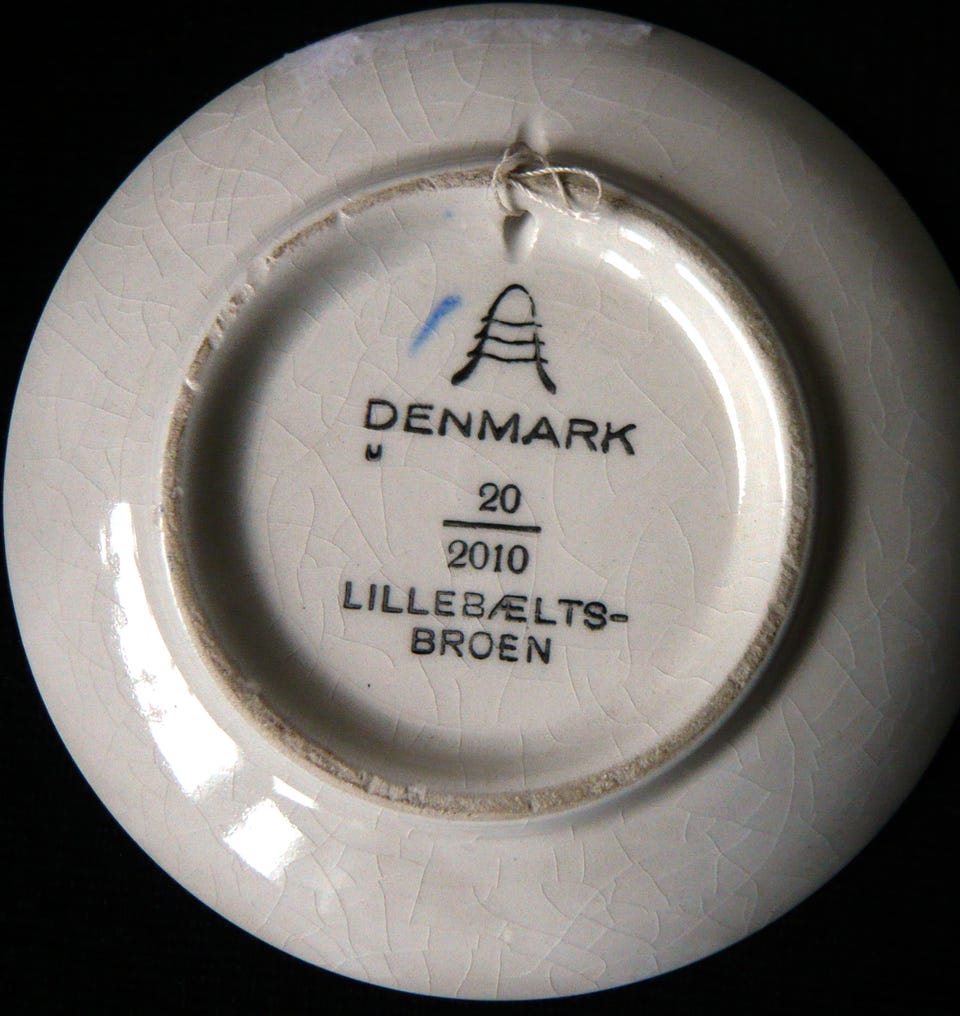 DENMARK
U
20
2010
LILLEBÆLTS-
BROEN